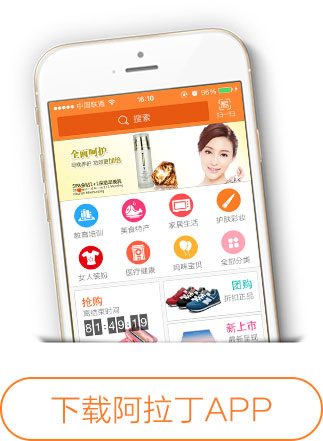 中国联通 16:10 96%
搜索
扫一扫
全面呵护
教育培训 美食特产 家居生活 护肤彩妆
女人装扮 医疗健康 妈咪宝贝 全部分类
抢购
离结束时间
81:49:19
团购
折扣正品
新上市
最新呈现
下载阿拉丁APP